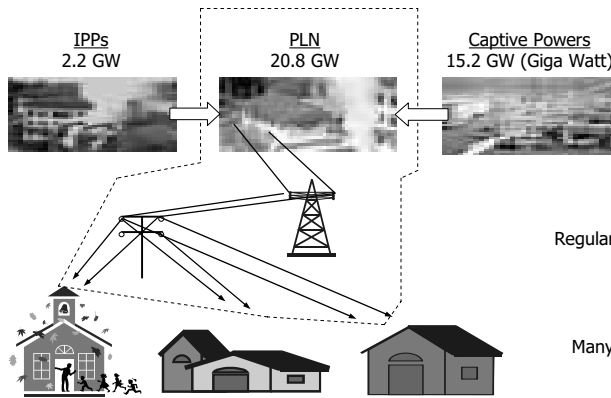 IPPs
2.2 GW
PLN
20.8 GW
Captive Powers
15.2 GW (Giga Watt)
Regular
Many